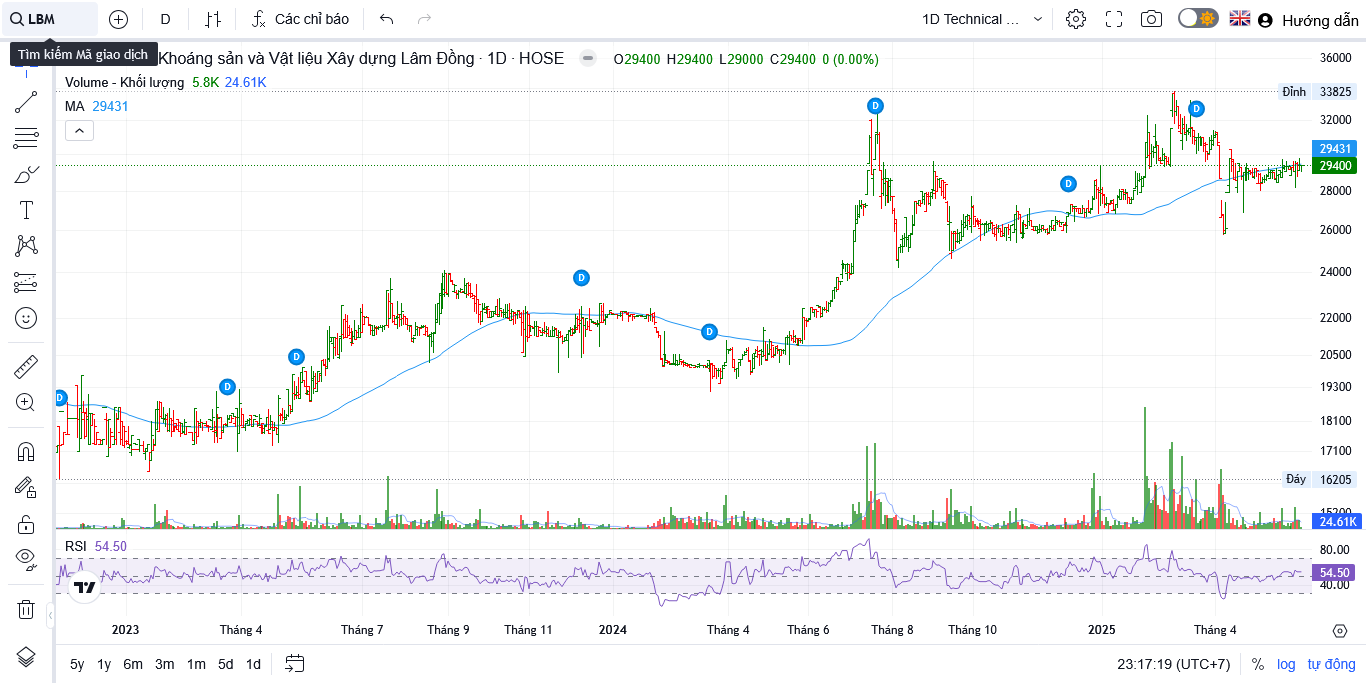 LBM
D
Các chỉ báo
1D Technical ...
Hướng dẫn
Tìm kiếm Mã giao dịch
Khoáng sản và Vật liệu Xây dựng Lâm Đồng · 1D · HOSE
O29400 H29400 L29000 C29400 0 (0.00%)
Volume - Khối lượng 5.8K 24.61K
MA 29431
36000
Đỉnh 33825
32000
29431
29400
28000
26000
24000
22000
20500
19300
18100
17100
Đáy 16205
15200
24.61K
D
D
D
D
D
D
D
D
RSI 54.50
80.00
54.50
40.00
2023
Tháng 4
Tháng 7
Tháng 9
Tháng 11
2024
Tháng 4
Tháng 6
Tháng 8
Tháng 10
2025
Tháng 4
5y 1y 6m 3m 1m 5d 1d
23:17:19 (UTC+7)
% log tự động